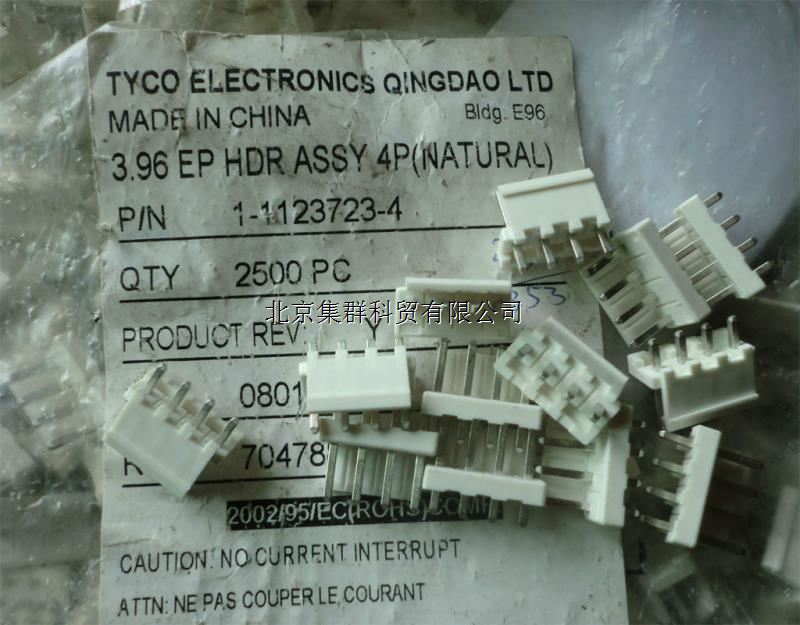 TYCO ELECTRONICS QINGDAO LTD
MADE IN CHINA Bldg. E96
3.96 EP HDR ASSY 4P(NATURAL)
P/N 1-1123723-4
QTY 2500 PC
353
北京集群科贸有限公司
PRODUCT REV. Y
0801
70478
2002/95/EC(ROHS)COMP
CAUTION: NO CURRENT INTERRUPT
ATTN: NE PAS COUPER LE COURANT